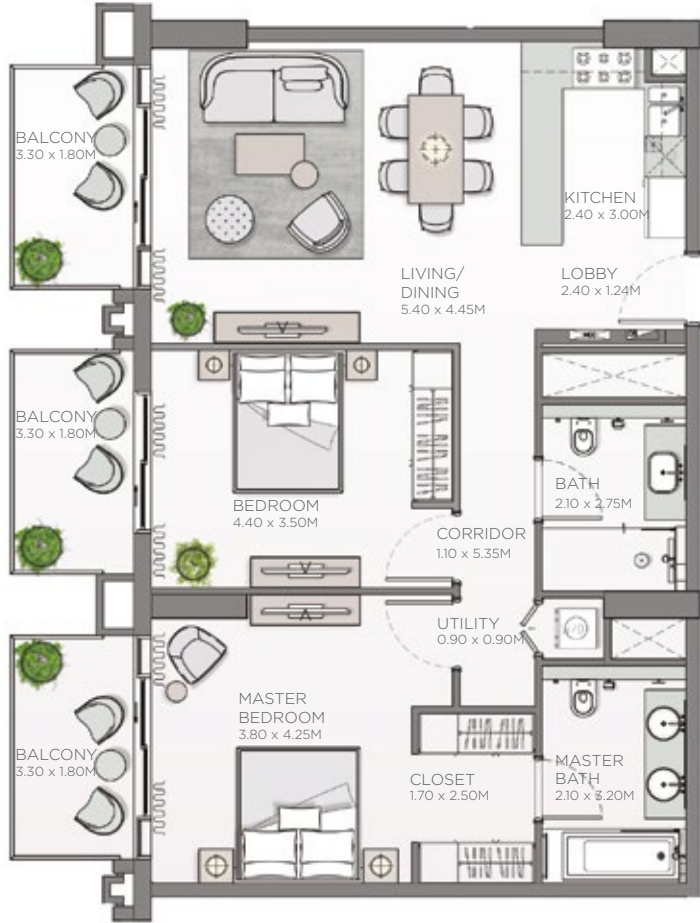 BALCONY
3.30 x 1.80M
KITCHEN
2.40 x 3.00M
LIVING/
DINING
5.40 x 4.45M
LOBBY
2.40 x 1.24M
BALCONY
3.30 x 1.80M
BEDROOM
4.40 x 3.50M
BATH
2.10 x 2.75M
CORRIDOR
1.10 x 5.35M
UTILITY
0.90 x 0.90M
MASTER
BEDROOM
3.80 x 4.25M
BALCONY
3.30 x 1.80M
CLOSET
1.70 x 2.50M
MASTER
BATH
2.10 x 3.20M